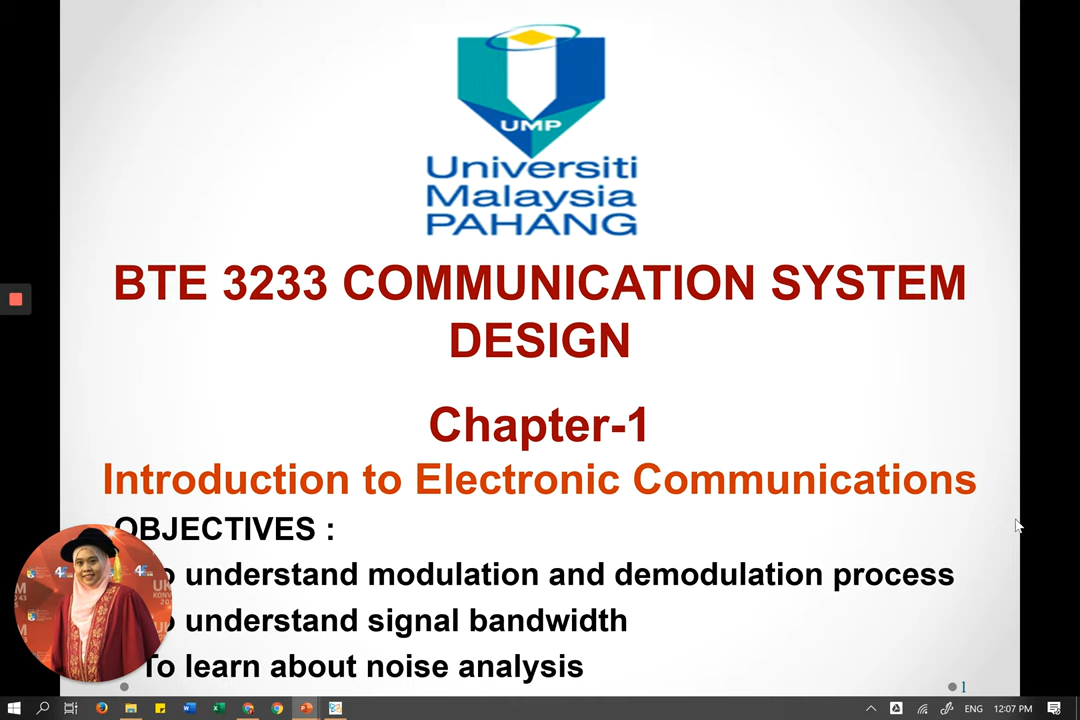 UMP
Universiti
Malaysia
PAHANG
BTE 3233 COMMUNICATION SYSTEM
DESIGN
Chapter-1
Introduction to Electronic Communications
OBJECTIVES :
understand modulation and demodulation process
understand signal bandwidth
To learn about noise analysis
1
ENG
12:07 PM